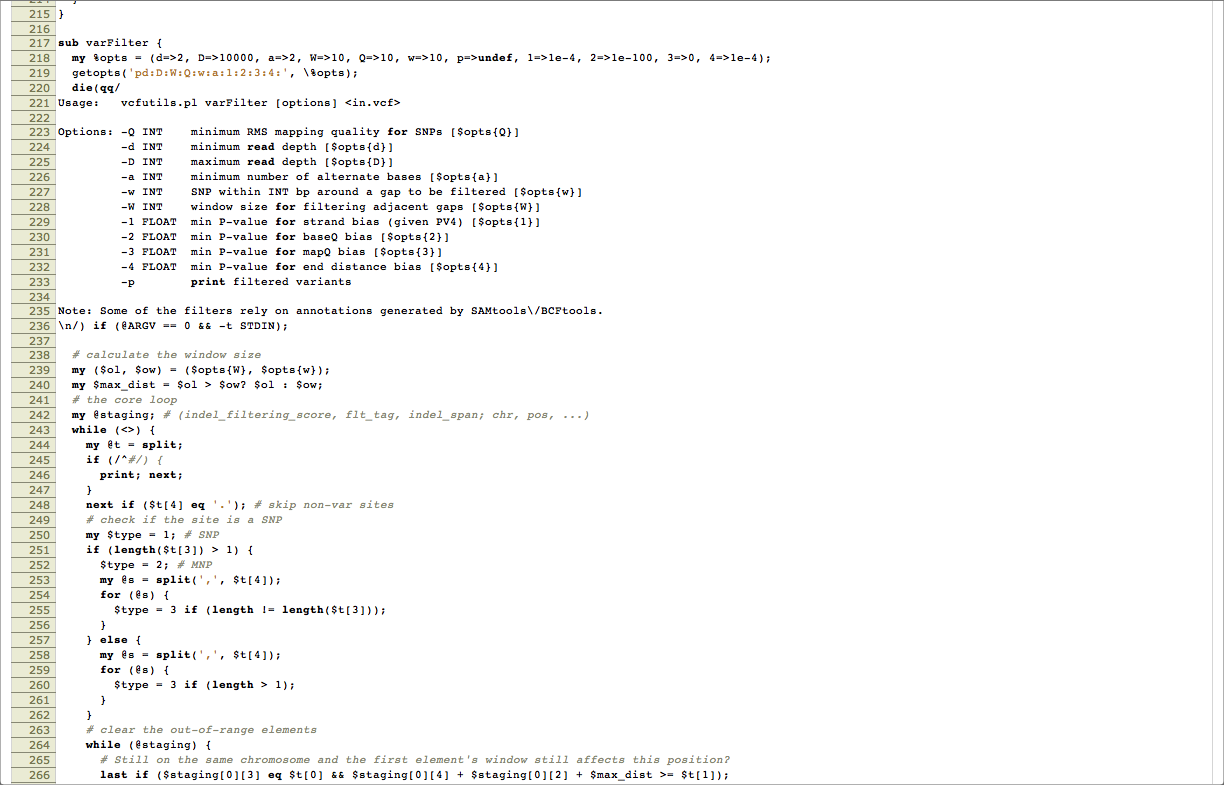 215 }
216
217 sub varFilter {
218   my %opts = (d=>2, D=>10000, a=>2, W=>10, Q=>10, w=>10, p=>undef, 1=>1e-4, 2=>1e-100, 3=>0, 4=>1e-4);
219   getopts('pd:D:W:Q:w:a:1:2:3:4:', \%opts);
220   die(qq/
221 Usage:   vcfutils.pl varFilter [options] <in.vcf>
222
223 Options: -Q INT    minimum RMS mapping quality for SNPs [$opts{Q}]
224          -d INT    minimum read depth [$opts{d}]
225          -D INT    maximum read depth [$opts{D}]
226          -a INT    minimum number of alternate bases [$opts{a}]
227          -w INT    SNP within INT bp around a gap to be filtered [$opts{w}]
228          -W INT    window size for filtering adjacent gaps [$opts{W}]
229          -1 FLOAT  min P-value for strand bias (given PV4) [$opts{1}]
230          -2 FLOAT  min P-value for baseQ bias [$opts{2}]
231          -3 FLOAT  min P-value for mapQ bias [$opts{3}]
232          -4 FLOAT  min P-value for end distance bias [$opts{4}]
233          -p        print filtered variants
234
235 Note: Some of the filters rely on annotations generated by SAMtools\/BCFtools.
236 \n/) if (@ARGV == 0 && -t STDIN);
237
238   # calculate the window size
239   my ($ol, $ow) = ($opts{W}, $opts{w});
240   my $max_dist = $ol > $ow? $ol : $ow;
241   # the core loop
242   my @staging; # (indel_filtering_score, flt_tag, indel_span; chr, pos, ...)
243   while (<>) {
244     my @t = split;
245     if (/^#/) {
246       print; next;
247     }
248     next if ($t[4] eq '.'); # skip non-var sites
249     # check if the site is a SNP
250     my $type = 1; # SNP
251     if (length($t[3]) > 1) {
252       $type = 2; # MNP
253       my @s = split(',', $t[4]);
254       for (@s) {
255         $type = 3 if (length != length($t[3]));
256       }
257     } else {
258       my @s = split(',', $t[4]);
259       for (@s) {
260         $type = 3 if (length > 1);
261       }
262     }
263     # clear the out-of-range elements
264     while (@staging) {
265       # Still on the same chromosome and the first element's window still affects this position?
266       last if ($staging[0][3] eq $t[0] && $staging[0][4] + $staging[0][2] + $max_dist >= $t[1]);